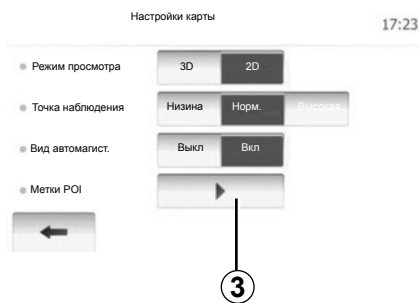 Настройки карты
17:23
Режим просмотра 3D 2D
Точка наблюдения Низина Норм. Высокая
Вид автомагист. Выкл Вкл
Метки POI
3